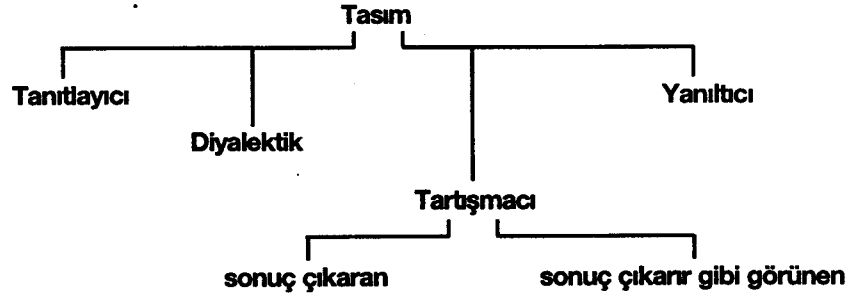 Tasım
Tanıtlayıcı
Yanıltıcı
Diyalektik
Tartışmacı
sonuç çıkaran
sonuç çıkarır gibi görünen